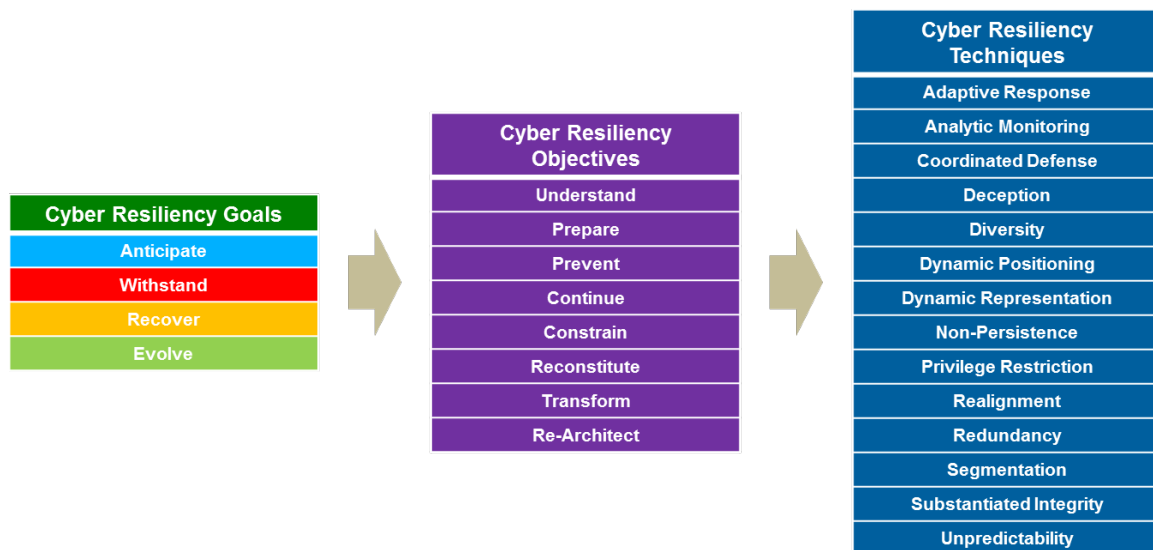 Cyber Resiliency Goals
Anticipate
Withstand
Recover
Evolve
Cyber Resiliency
Objectives
Understand
Prepare
Prevent
Continue
Constrain
Reconstitute
Transform
Re-Architect
Cyber Resiliency
Techniques
Adaptive Response
Analytic Monitoring
Coordinated Defense
Deception
Diversity
Dynamic Positioning
Dynamic Representation
Non-Persistence
Privilege Restriction
Realignment
Redundancy
Segmentation
Substantiated Integrity
Unpredictability